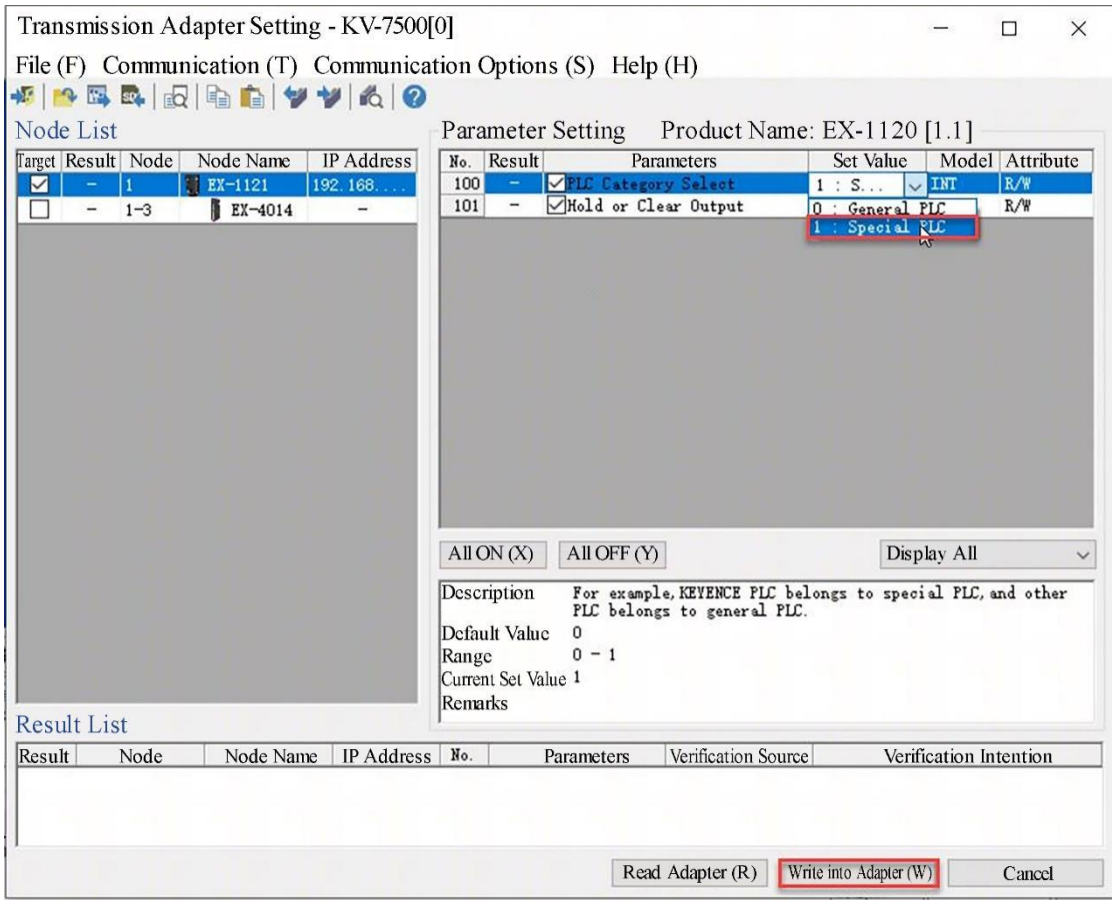 Transmission Adapter Setting - KV-7500[0]
File (F) Communication (T) Communication Options (S) Help (H)
Node List
Target Result Node Node Name IP Address
- 1 EX-1121 192.168....
- 1-3 EX-4014 -
Parameter Setting Product Name: EX-1120 [1.1]
No. Result Parameters Set Value Model Attribute
100 - PLC Category Select 1 : S... INT R/W
101 - Hold or Clear Output R/W
0 : General PLC
1 : Special PLC
All ON (X) All OFF (Y) Display All
Description For example, KEYENCE PLC belongs to special PLC, and other
PLC belongs to general PLC.
Default Value 0
Range 0 - 1
Current Set Value 1
Remarks
Result List
Result Node Node Name IP Address No. Parameters Verification Source Verification Intention
Read Adapter (R) Write into Adapter (W) Cancel